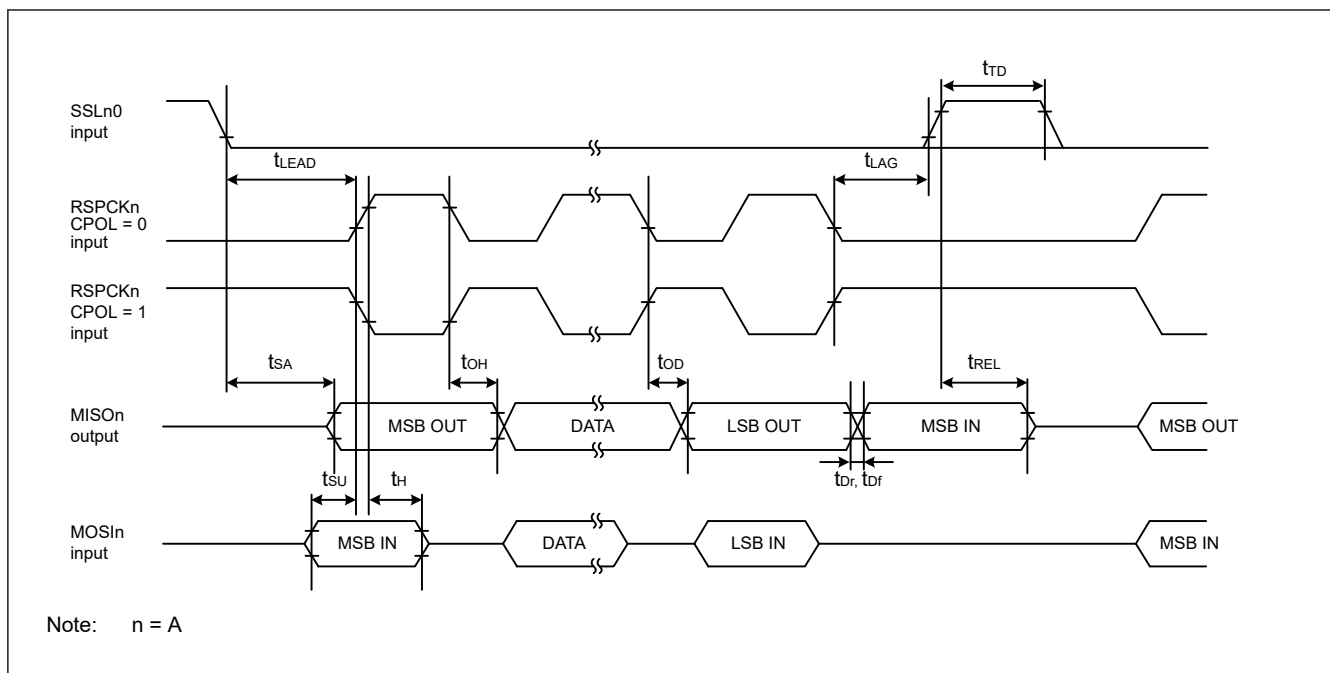 tTD
SSLn0
input
tLEAD
tLAG
RSPCKn
CPOL = 0
input
RSPCKn
CPOL = 1
input
tSA
tOH
tOD
tREL
MISOn
output
MSB OUT
DATA
LSB OUT
MSB IN
MSB OUT
tSU
tH
tDr, tDf
MOSIn
input
MSB IN
DATA
LSB IN
MSB IN
Note: n = A